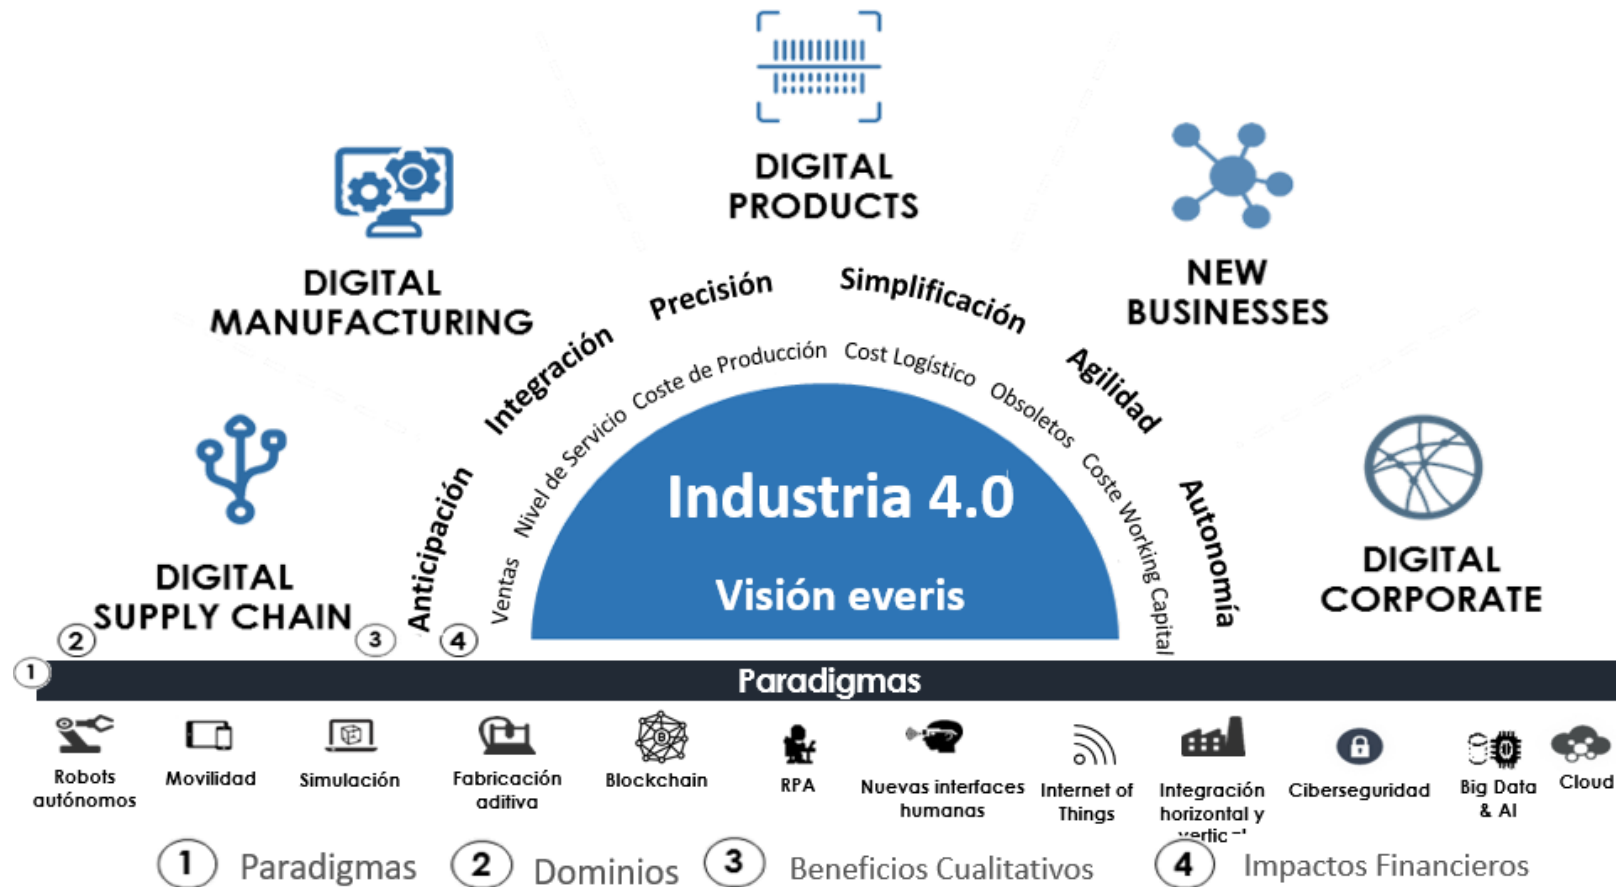 DIGITAL
PRODUCTS
DIGITAL
MANUFACTURING
NEW
BUSINESSES
DIGITAL
SUPPLY CHAIN
DIGITAL
CORPORATE
Anticipación
Integración
Precisión
Simplificación
Agilidad
Autonomía
Ventas
Nivel de Servicio
Coste de Producción
Cost Logístico
Obsoletos
Coste Working Capital
Industria 4.0
Visión everis
2
3
4
1
Paradigmas
B
Robots
autónomos
Movilidad
Simulación
Fabricación
aditiva
Blockchain
RPA
Nuevas interfaces
humanas
Internet of
Things
Integración
horizontal y
Ciberseguridad
Big Data
& AI
Cloud
1 Paradigmas
2 Dominios
3 Beneficios Cualitativos
4 Impactos Financieros